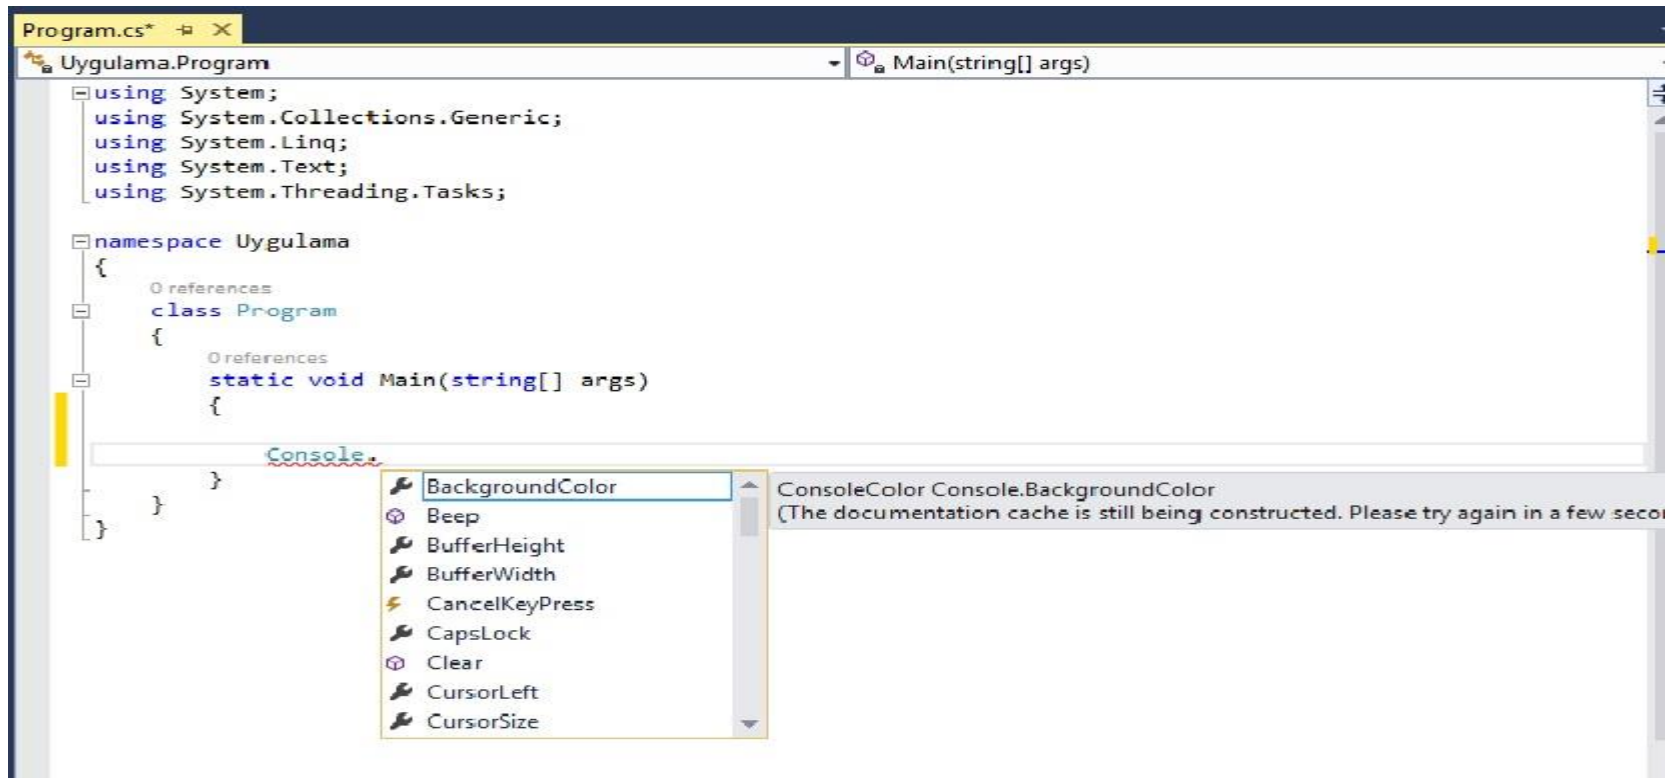 Program.cs*
Uygulama.Program
Main(string[] args)
using System;
using System.Collections.Generic;
using System.Linq;
using System.Text;
using System.Threading.Tasks;
namespace Uygulama
{
0 references
class Program
{
0 references
static void Main(string[] args)
{
Console.
}
}
}
BackgroundColor
Beep
BufferHeight
BufferWidth
CancelKeyPress
CapsLock
Clear
CursorLeft
CursorSize
ConsoleColor Console.BackgroundColor
(The documentation cache is still being constructed. Please try again in a few